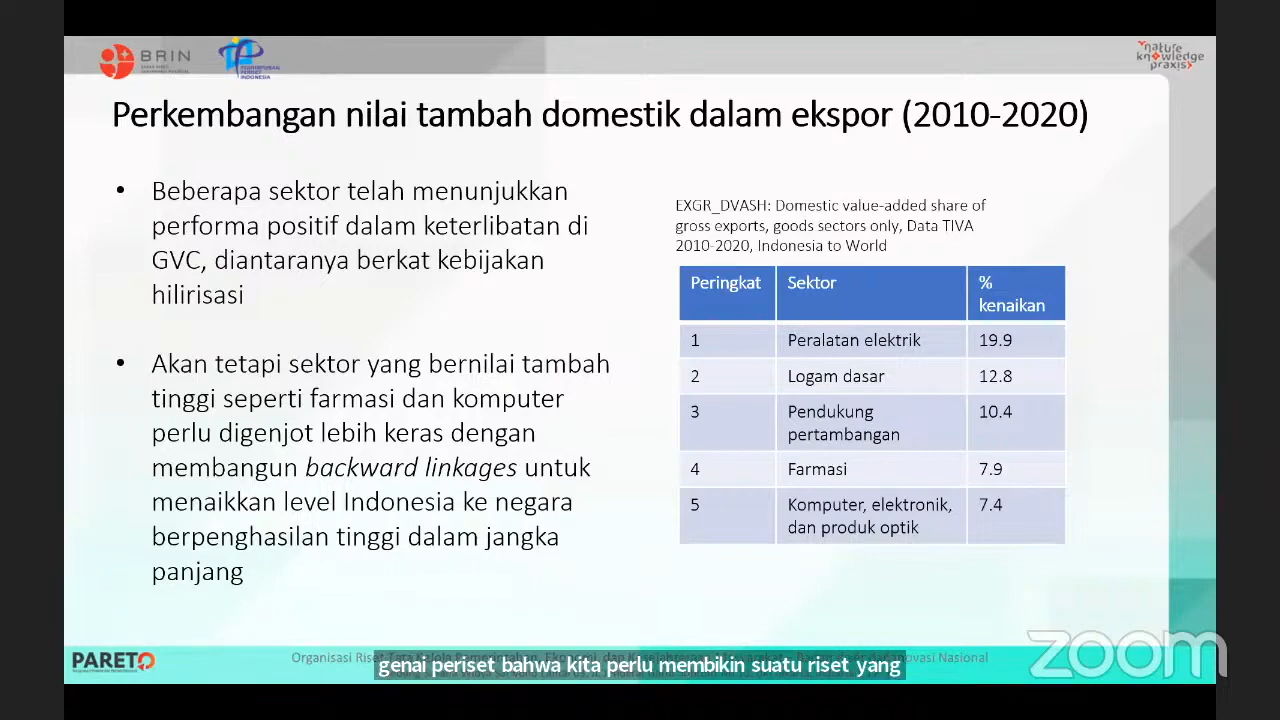 BRIN
PERHIMPUNAN
PERISET
INDONESIA
nature
knowledge
praxis
Perkembangan nilai tambah domestik dalam ekspor (2010-2020)
• Beberapa sektor telah menunjukkan
performa positif dalam keterlibatan di
GVC, diantaranya berkat kebijakan
hilirisasi
• Akan tetapi sektor yang bernilai tambah
tinggi seperti farmasi dan komputer
perlu digenjot lebih keras dengan
membangun backward linkages untuk
menaikkan level Indonesia ke negara
berpenghasilan tinggi dalam jangka
panjang
EXGR_DVASH: Domestic value-added share of
gross exports, goods sectors only, Data TIVA
2010-2020, Indonesia to World
Peringkat Sektor %
kenaikan
1 Peralatan elektrik 19.9
2 Logam dasar 12.8
3 Pendukung 10.4
pertambangan
4 Farmasi 7.9
5 Komputer, elektronik, 7.4
dan produk optik
PARETO
Organisasi Riset Tata Kelola Pemerintahan, Ekonomi, dan Kesejahteraan Masyarakat
Inovasi Nasional
genai periset bahwa kita perlu membikin suatu riset yang
zoom